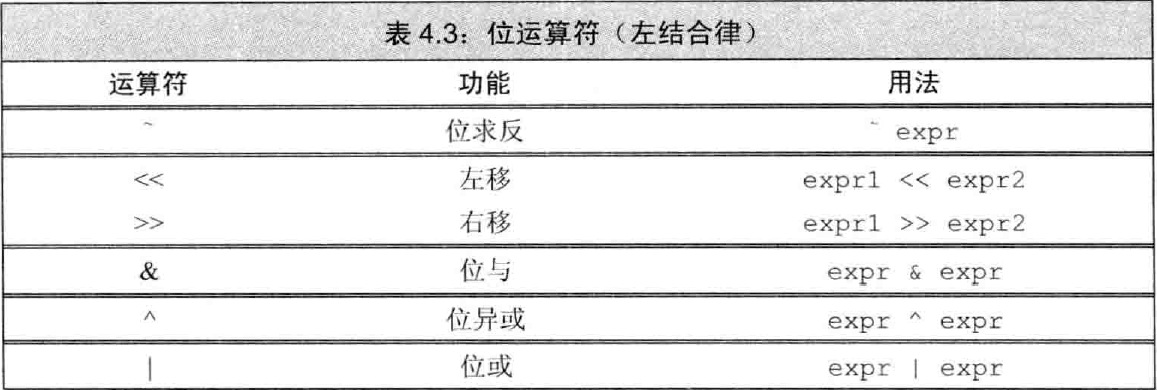 表 4.3：位运算符（左结合律）
运算符 功能 用法
~ 位求反 ~ expr
<< 左移 expr1 << expr2
>> 右移 expr1 >> expr2
& 位与 expr & expr
^ 位异或 expr ^ expr
| 位或 expr | expr